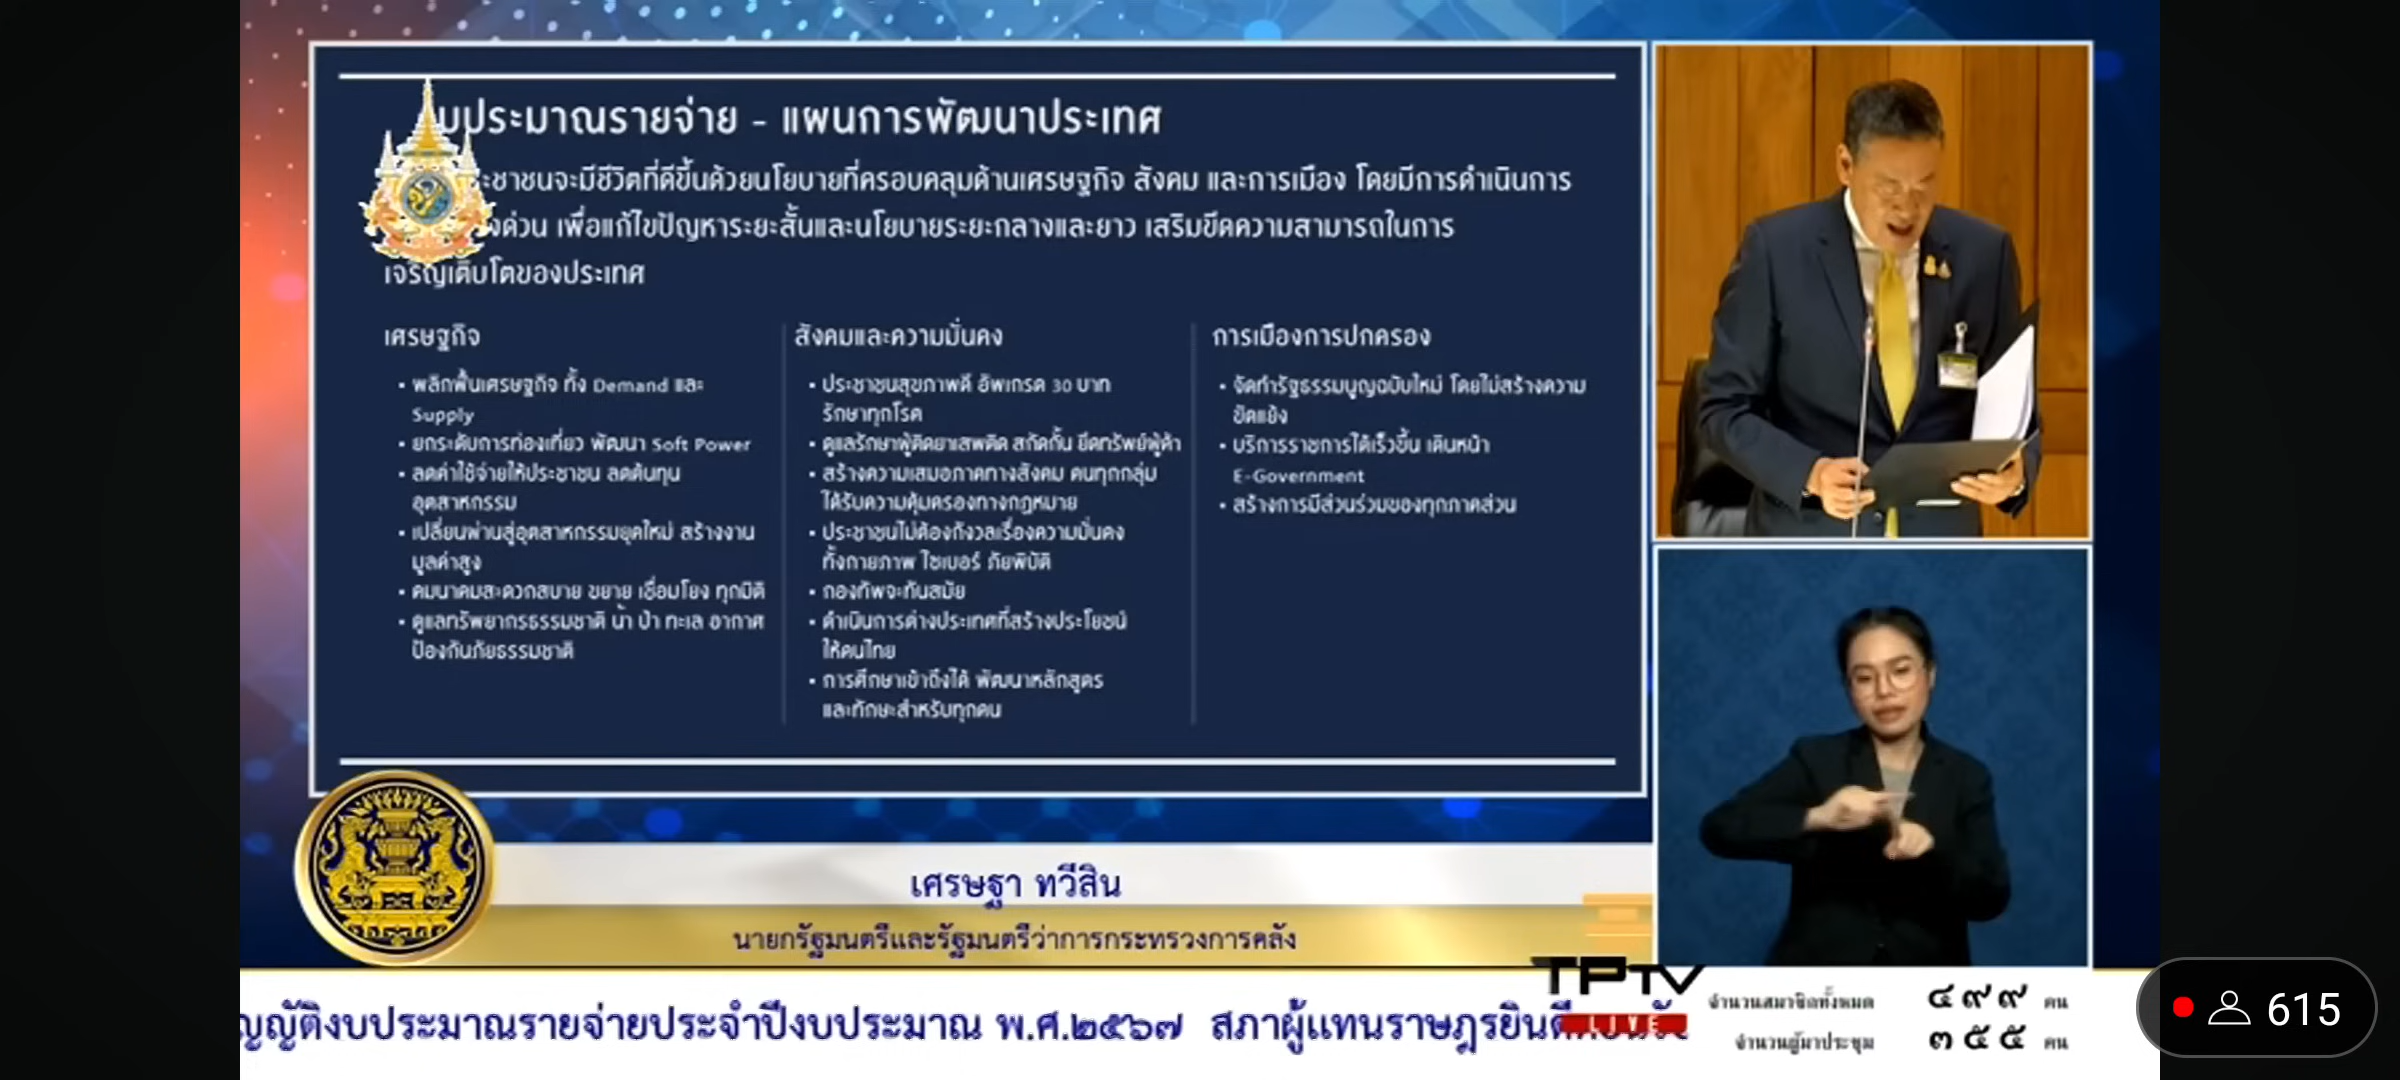 บประมาณรายจ่าย - แผนการพัฒนาประเทศ
ะชาชนจะมีชีวิตที่ดีขึ้นด้วยนโยบายที่ครอบคลุมด้านเศรษฐกิจ สังคม และการเมือง โดยมีการดำเนินการ
งด่วน เพื่อแก้ไขปัญหาระยะสั้นและนโยบายระยะกลางและยาว เสริมขีดความสามารถในการ
เจริญเติบโตของประเทศ
เศรษฐกิจ
• พลิกฟื้นเศรษฐกิจ ทั้ง Demand และ
Supply
• ยกระดับการท่องเที่ยว พัฒนา Soft Power
• ลดค่าใช้จ่ายให้ประชาชน ลดต้นทุน
อุตสาหกรรม
• เปลี่ยนผ่านสู่อุตสาหกรรมยุคใหม่ สร้างงาน
มูลค่าสูง
• คมนาคมสะดวกสบาย ขยาย เชื่อมโยง ทุกมิติ
• ดูแลทรัพยากรธรรมชาติ น้ำ ป่า ทะเล อากาศ
ป้องกันภัยธรรมชาติ
สังคมและความมั่นคง
• ประชาชนสุขภาพดี อัพเกรด 30 บาท
รักษาทุกโรค
• ดูแลรักษาผู้ติดยาเสพติด สกัดกั้น ยึดทรัพย์ผู้ค้า
• สร้างความเสมอภาคทางสังคม คนทุกกลุ่ม
ได้รับความคุ้มครองทางกฎหมาย
• ประชาชนไม่ต้องกังวลเรื่องความมั่นคง
ทั้งกายภาพ ไซเบอร์ ภัยพิบัติ
• กองทัพจะทันสมัย
• ดำเนินการต่างประเทศที่สร้างประโยชน์
ให้คนไทย
• การศึกษาเข้าถึงได้ พัฒนาหลักสูตร
และทักษะสำหรับทุกคน
การเมืองการปกครอง
• จัดทำรัฐธรรมนูญฉบับใหม่ โดยไม่สร้างความ
ขัดแย้ง
• บริการราชการได้เร็วขึ้น เดินหน้า
E-Government
• สร้างการมีส่วนร่วมของทุกภาคส่วน
เศรษฐา ทวีสิน
นายกรัฐมนตรีและรัฐมนตรีว่าการกระทรวงการคลัง
TPTV
LIVE
ญญัติงบประมาณรายจ่ายประจำปีงบประมาณ พ.ศ.๒๕๖๗ สภาผู้แทนราษฎรยินดี
จำนวนสมาชิกทั้งหมด ๔๙๙ คน
จำนวนผู้มาประชุม ๓๕๕ คน
615